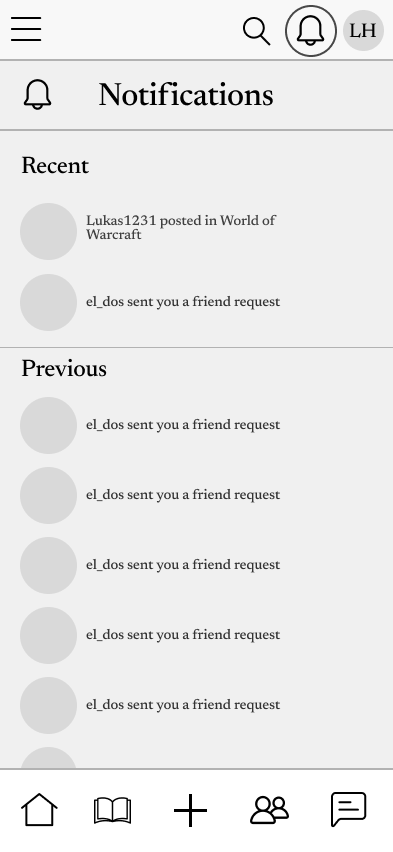 LH
Notifications
Recent
Lukas1231 posted in World of
Warcraft
el_dos sent you a friend request
Previous
el_dos sent you a friend request
el_dos sent you a friend request
el_dos sent you a friend request
el_dos sent you a friend request
el_dos sent you a friend request